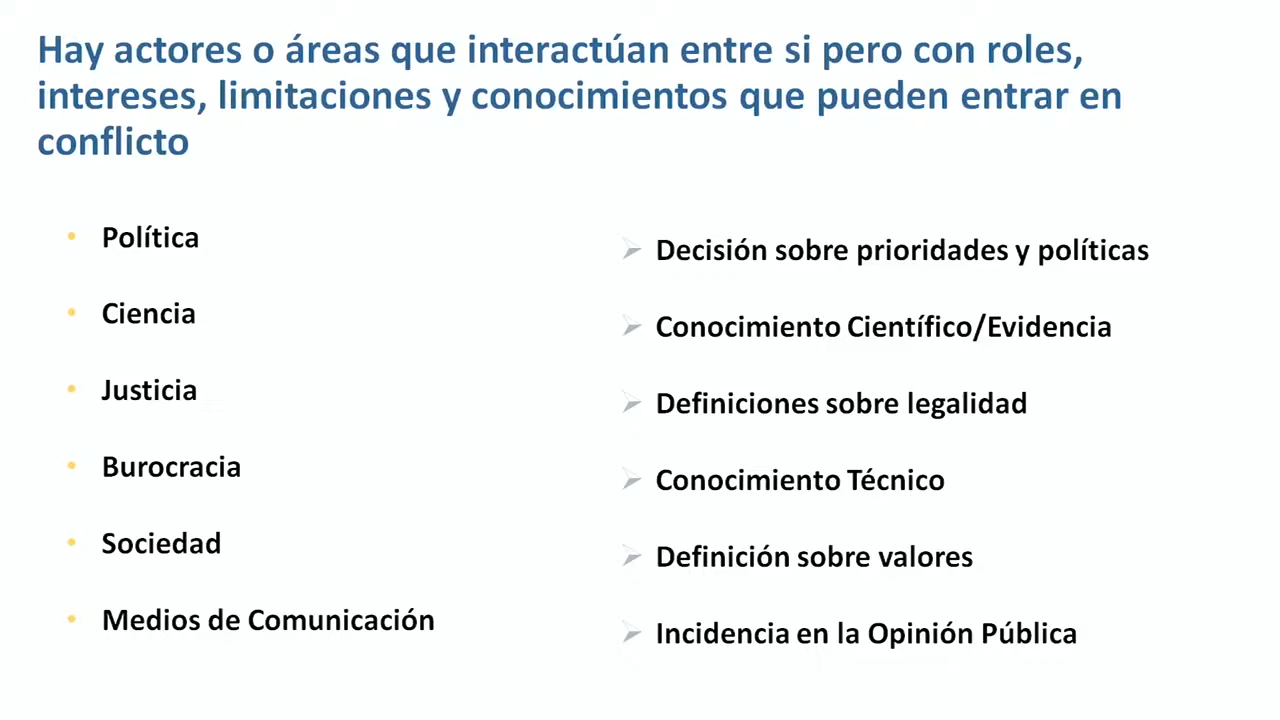 Hay actores o áreas que interactúan entre si pero con roles,
intereses, limitaciones y conocimientos que pueden entrar en
conflicto
Política
Ciencia
Justicia
Burocracia
Sociedad
Medios de Comunicación
Decisión sobre prioridades y políticas
Conocimiento Científico/Evidencia
Definiciones sobre legalidad
Conocimiento Técnico
Definición sobre valores
Incidencia en la Opinión Pública